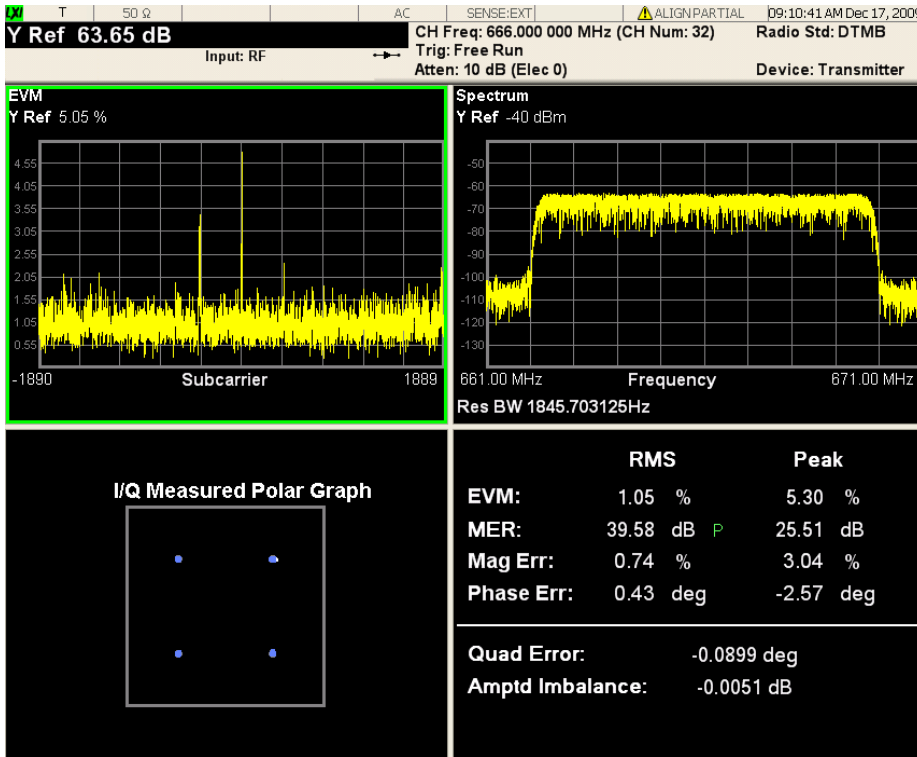 LXI T 50 Ω AC SENSE:EXT ALIGN PARTIAL 09:10:41 AM Dec 17, 2009
Y Ref 63.65 dB
Input: RF
CH Freq: 666.000 000 MHz (CH Num: 32)
Trig: Free Run
Atten: 10 dB (Elec 0)
Radio Std: DTMB
Device: Transmitter
EVM
Y Ref 5.05 %
4.55
4.05
3.55
3.05
2.55
2.05
1.55
1.05
0.55
-1890 Subcarrier 1889
Spectrum
Y Ref -40 dBm
-50
-60
-70
-80
-90
-100
-110
-120
-130
661.00 MHz Frequency 671.00 MHz
Res BW 1845.703125Hz
I/Q Measured Polar Graph
RMS Peak
EVM: 1.05 % 5.30 %
MER: 39.58 dB P 25.51 dB
Mag Err: 0.74 % 3.04 %
Phase Err: 0.43 deg -2.57 deg
Quad Error: -0.0899 deg
Amptd Imbalance: -0.0051 dB